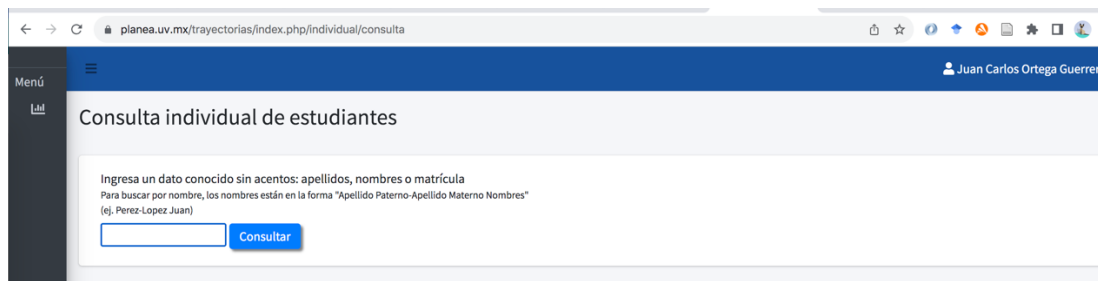 planea.uv.mx/trayectorias/index.php/individual/consulta
Menú
Juan Carlos Ortega Guerrer
Consulta individual de estudiantes
Ingresa un dato conocido sin acentos: apellidos, nombres o matrícula
Para buscar por nombre, los nombres están en la forma "Apellido Paterno-Apellido Materno Nombres"
(ej. Perez-Lopez Juan)
Consultar